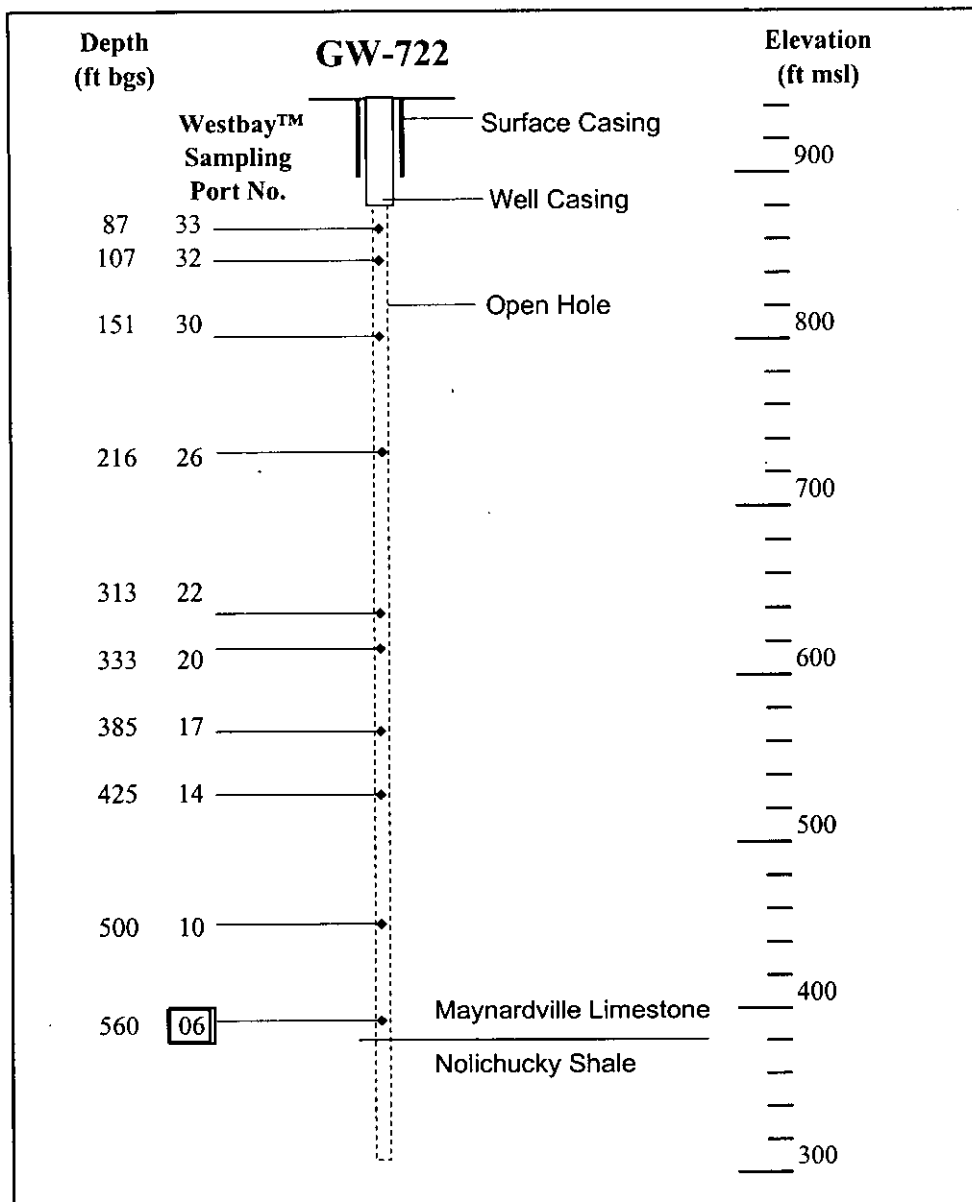 Depth
(ft bgs)
GW-722
Elevation
(ft msl)
Westbay™
Sampling
Port No.
Surface Casing
Well Casing
Open Hole
87 33
107 32
151 30
216 26
313 22
333 20
385 17
425 14
500 10
560 06
Maynardville Limestone
Nolichucky Shale
900
800
700
600
500
400
300